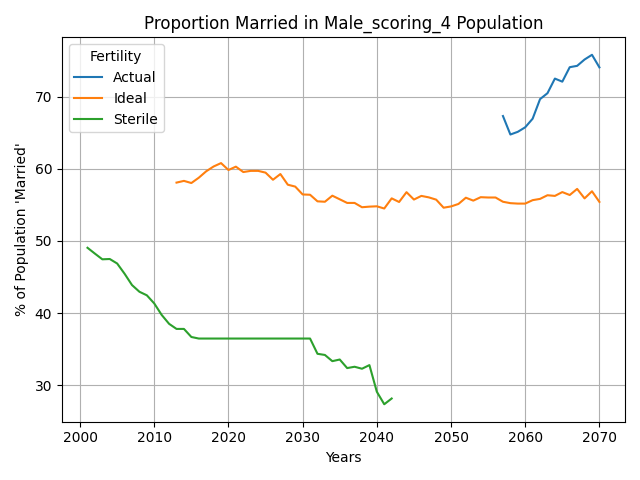 Proportion Married in Male_scoring_4 Population
Fertility
Actual
Ideal
Sterile
% of Population 'Married'
70
60
50
40
30
2000 2010 2020 2030 2040 2050 2060 2070
Years